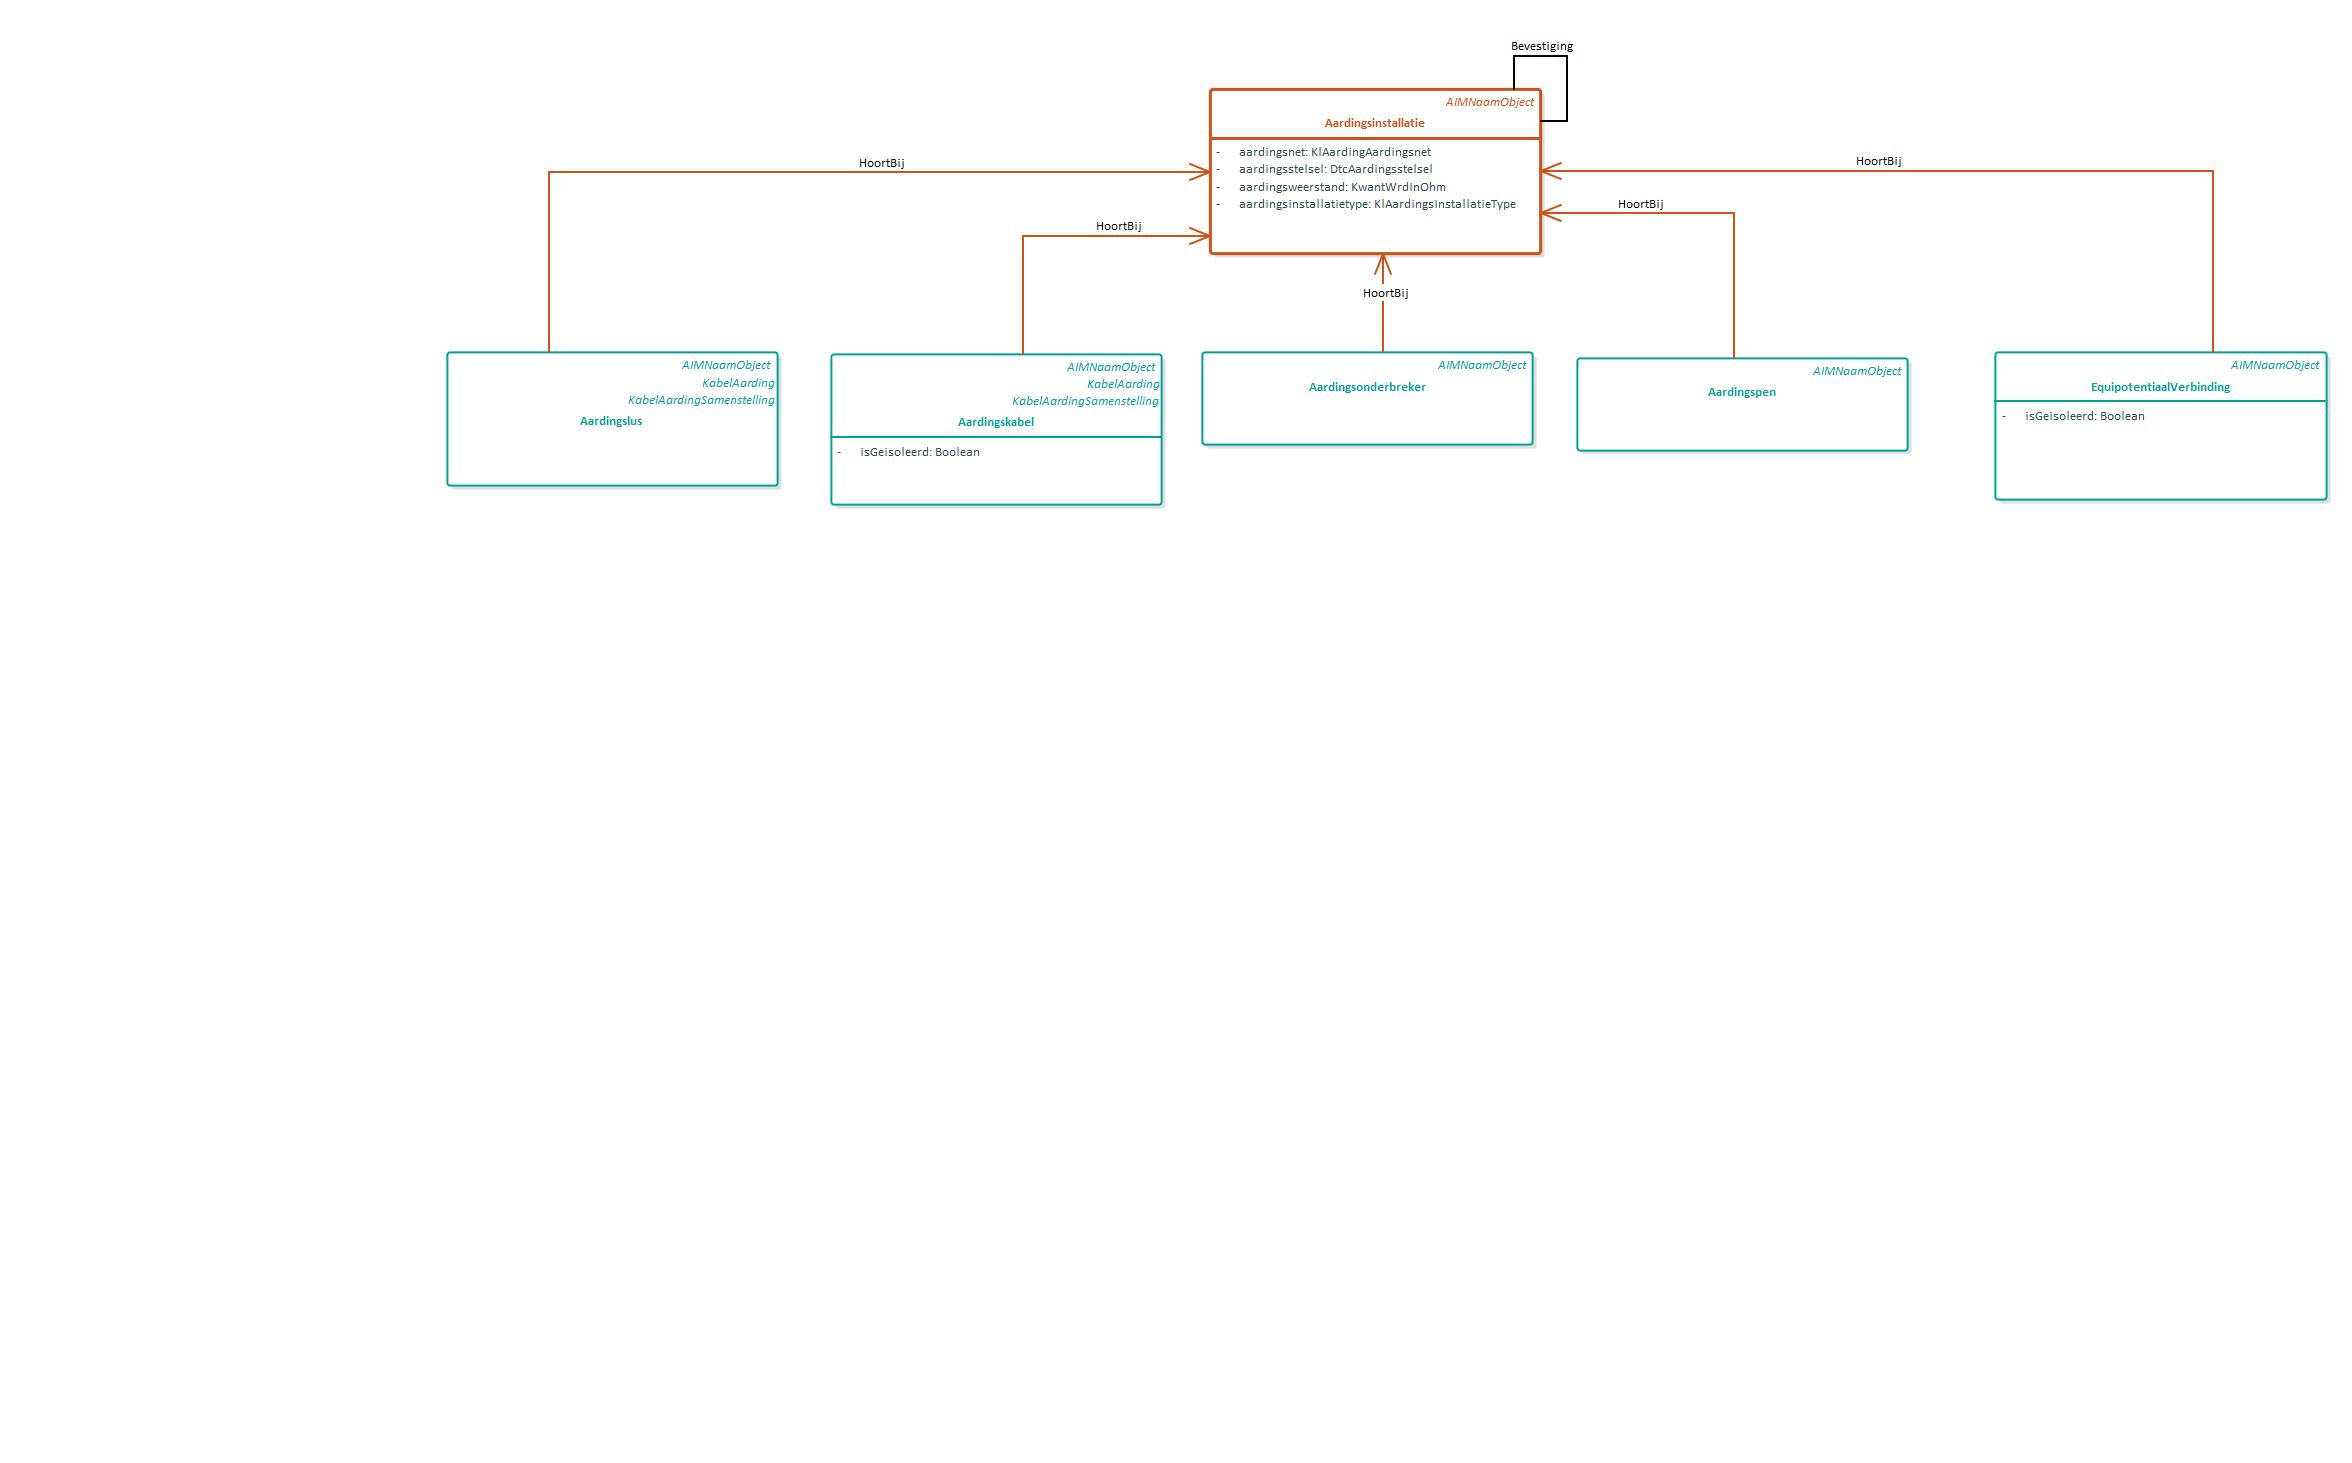 Bevestiging
AIMNaamObject
Aardingsinstallatie
- aardingsnet: KlAardingAardingsnet
- aardingsstelsel: DtcAardingsstelsel
- aardingsweerstand: KwantWrdInOhm
- aardingsinstallatietype: KlAardingsInstallatieType
HoortBij
HoortBij
HoortBij
HoortBij
HoortBij
AIMNaamObject
KabelAarding
KabelAardingSamenstelling
Aardingslus
AIMNaamObject
KabelAarding
KabelAardingSamenstelling
Aardingskabel
- isGeisoleerd: Boolean
AIMNaamObject
Aardingsonderbreker
AIMNaamObject
Aardingspen
AIMNaamObject
EquipotentiaalVerbinding
- isGeisoleerd: Boolean